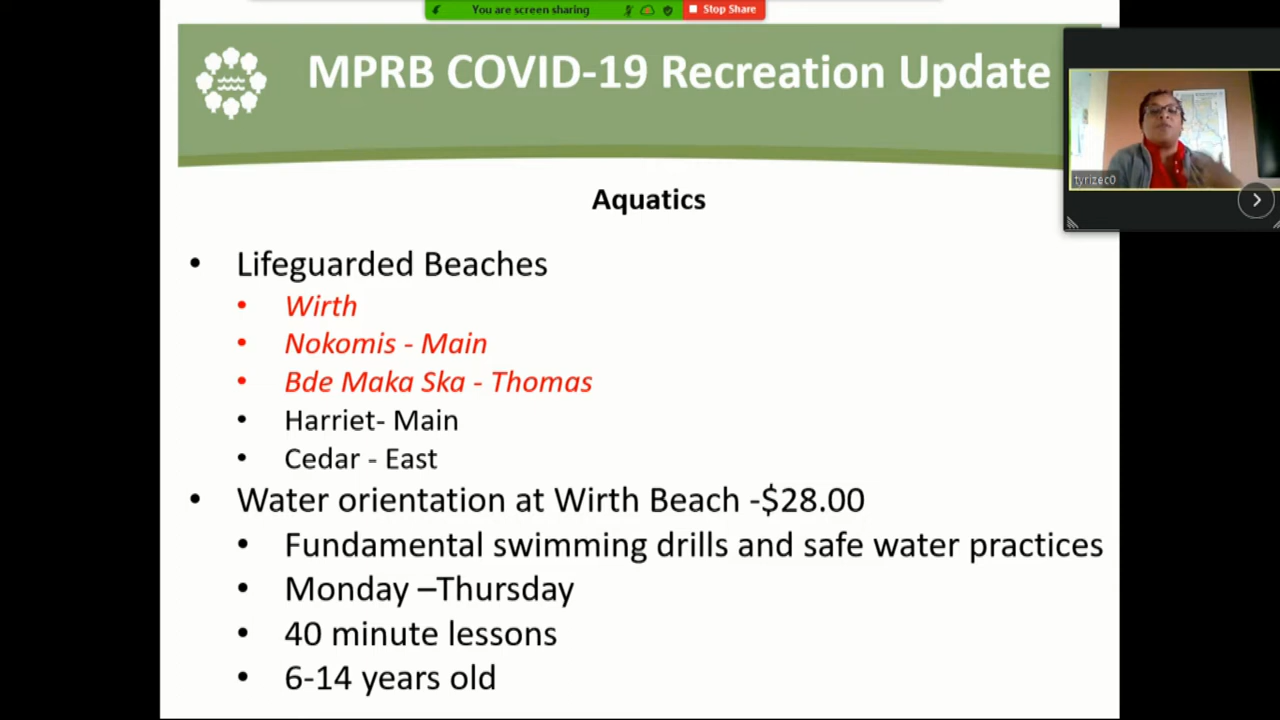 You are screen sharing
Stop Share
MPRB COVID-19 Recreation Update
tyrizec0
Aquatics
• Lifeguarded Beaches
• Wirth
• Nokomis - Main
• Bde Maka Ska - Thomas
• Harriet- Main
• Cedar - East
• Water orientation at Wirth Beach -$28.00
• Fundamental swimming drills and safe water practices
• Monday –Thursday
• 40 minute lessons
• 6-14 years old